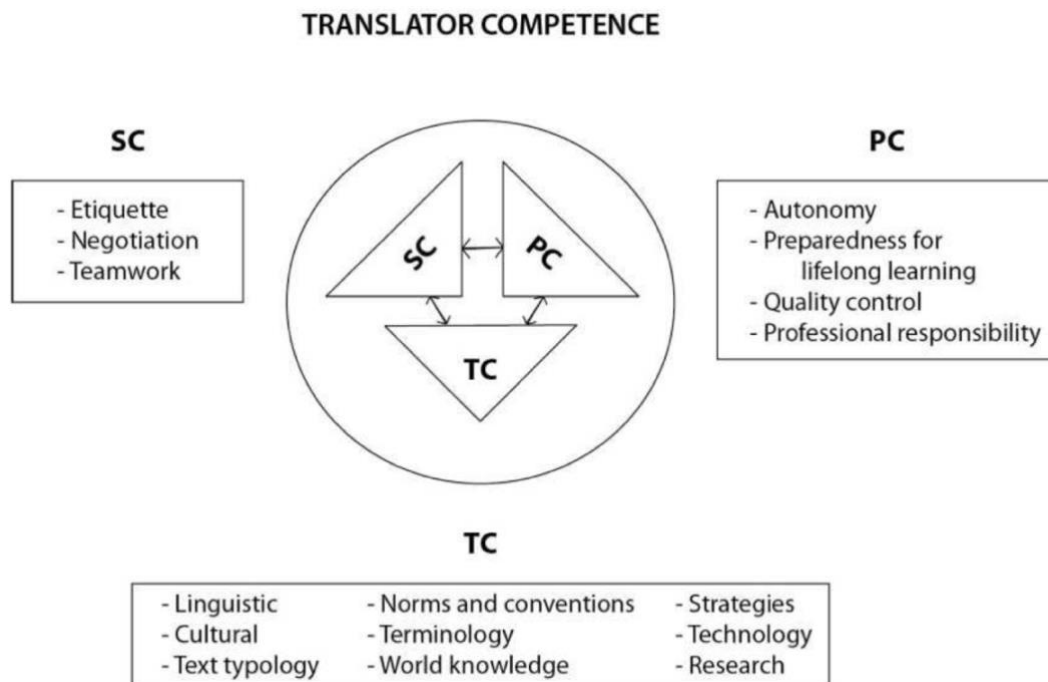 TRANSLATOR COMPETENCE
SC
- Etiquette
- Negotiation
- Teamwork
PC
- Autonomy
- Preparedness for
lifelong learning
- Quality control
- Professional responsibility
SC
PC
TC
TC
- Linguistic
- Cultural
- Text typology
- Norms and conventions
- Terminology
- World knowledge
- Strategies
- Technology
- Research